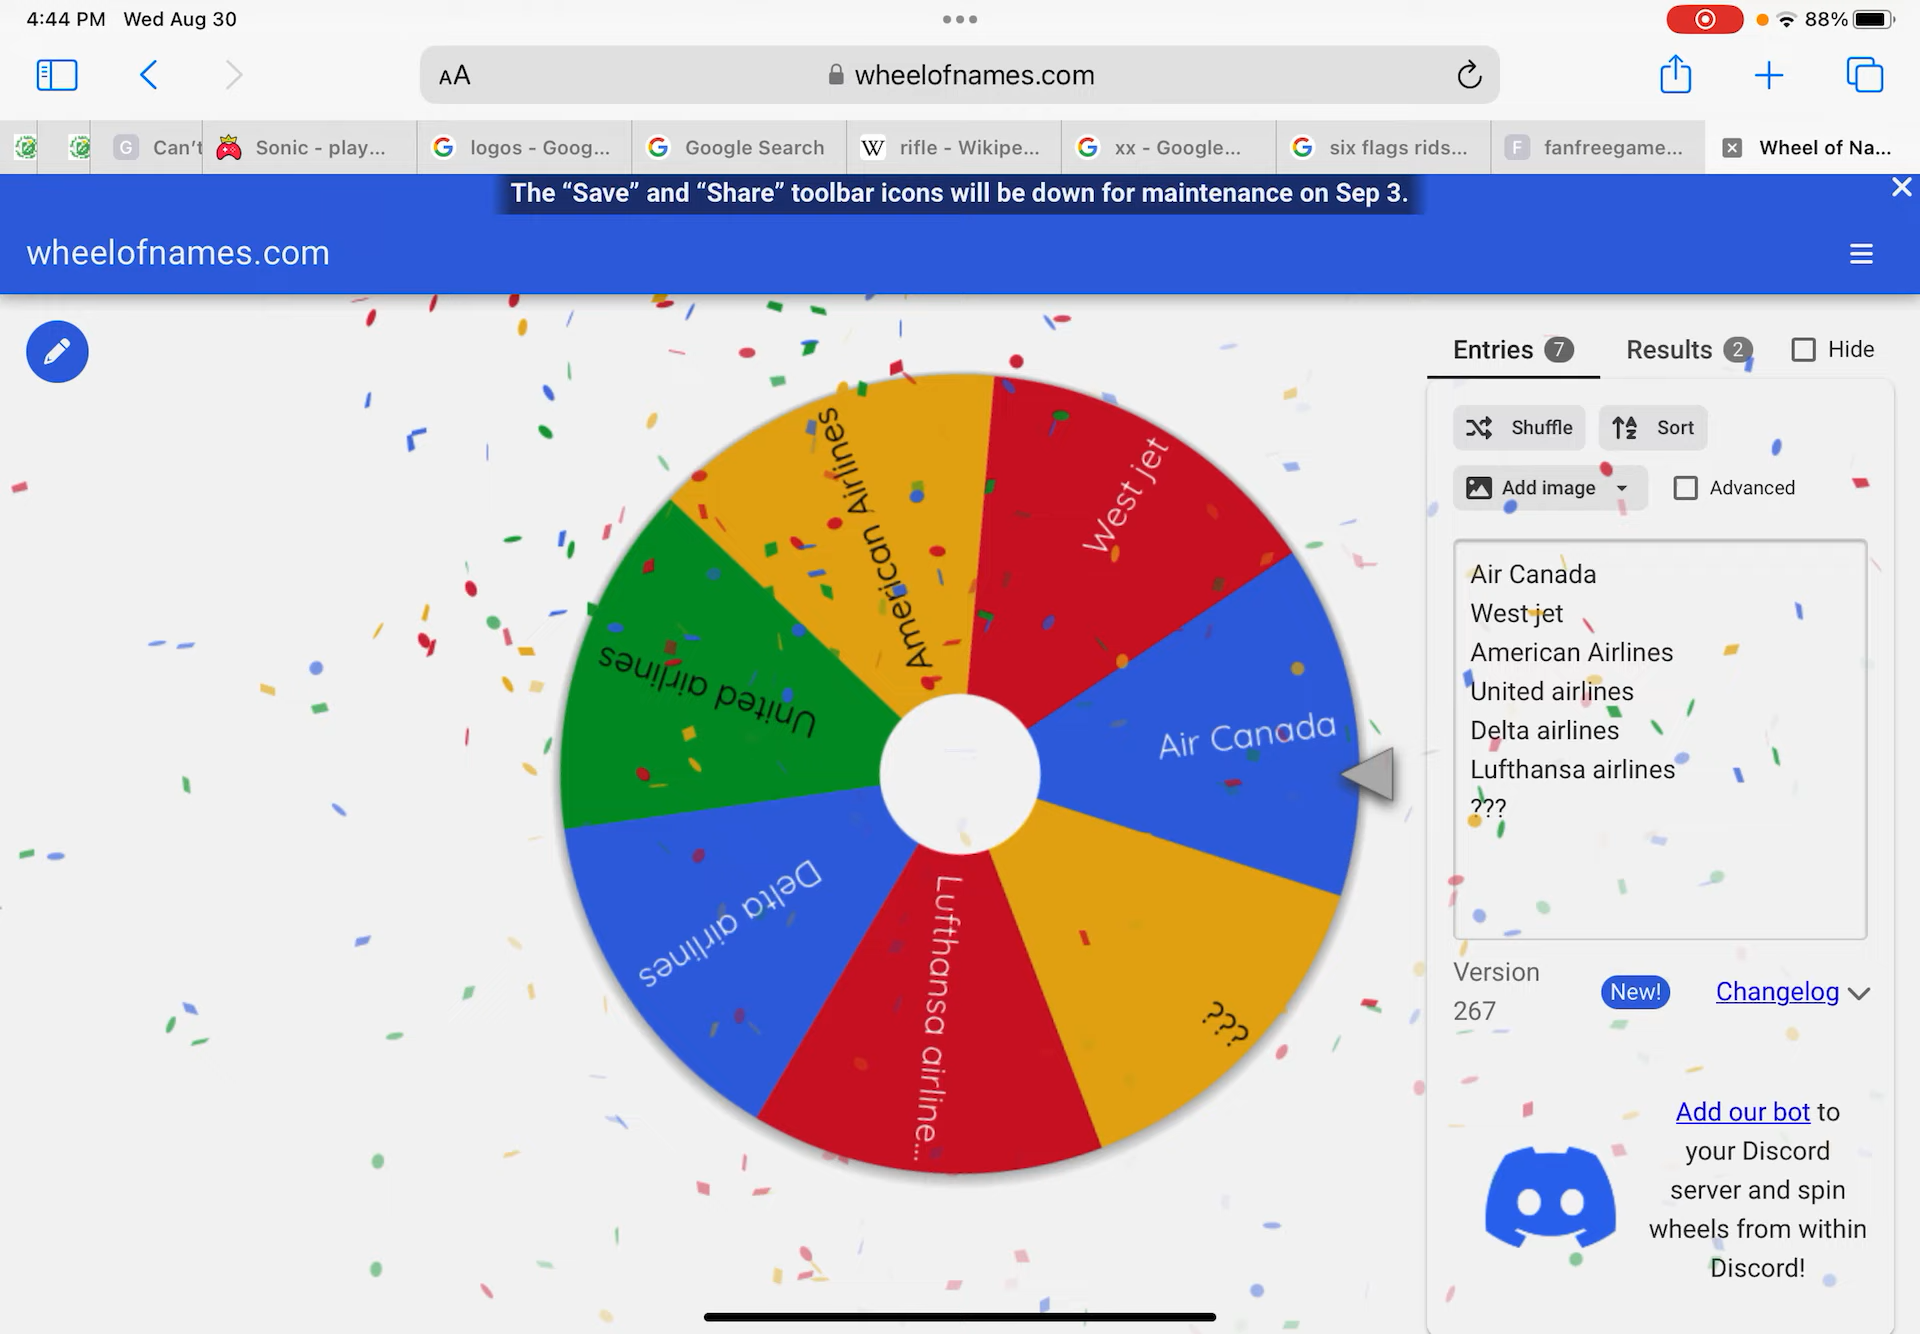 4:44 PM Wed Aug 30
88%
AA
wheelofnames.com
Can't
Sonic - play...
logos - Goog...
Google Search
W rifle - Wikipe...
xx - Google...
six flags rids...
F fanfreegame...
Wheel of Na...
The “Save” and “Share” toolbar icons will be down for maintenance on Sep 3.
wheelofnames.com
Entries 7
Results 2
Hide
Shuffle
Sort
Add image
Advanced
Air Canada
West jet
American Airlines
United airlines
Delta airlines
Lufthansa airlines
???
West jet
American Airlines
United airlines
Delta airlines
Lufthansa airline...
???
Air Canada
Version
267
New!
Changelog
Add our bot to
your Discord
server and spin
wheels from within
Discord!